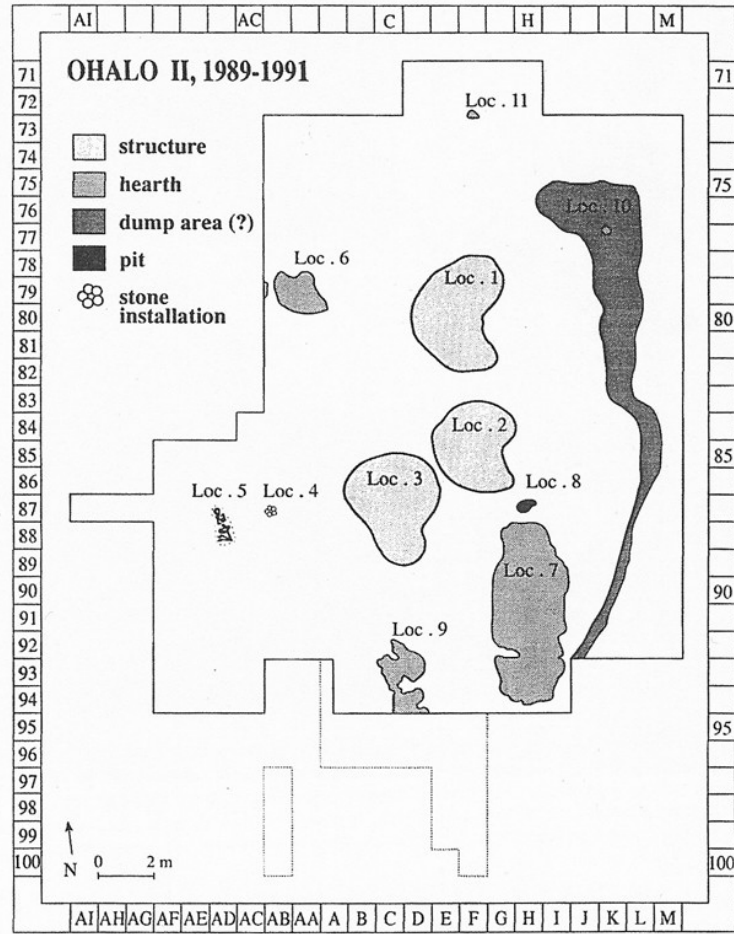 AI AC C H M
OHALO II, 1989-1991
structure
hearth
dump area (?)
pit
stone
installation
Loc . 11
Loc . 10
Loc . 6
Loc . 1
Loc . 2
Loc . 3
Loc . 5
Loc . 4
Loc . 8
Loc . 7
Loc . 9
71
72
73
74
75
76
77
78
79
80
81
82
83
84
85
86
87
88
89
90
91
92
93
94
95
96
97
98
99
100
71
75
80
85
90
95
100
N
0 2 m
AI AH AG AF AE AD AC AB AA A B C D E F G H I J K L M